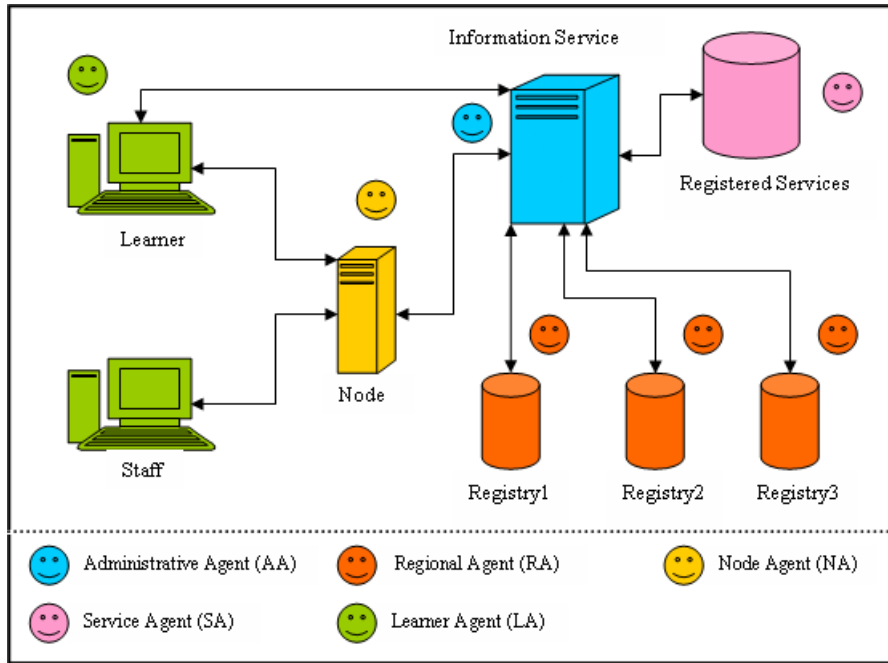 Information Service
Registered Services
Learner
Node
Staff
Registry1
Registry2
Registry3
Administrative Agent (AA)
Regional Agent (RA)
Node Agent (NA)
Service Agent (SA)
Learner Agent (LA)